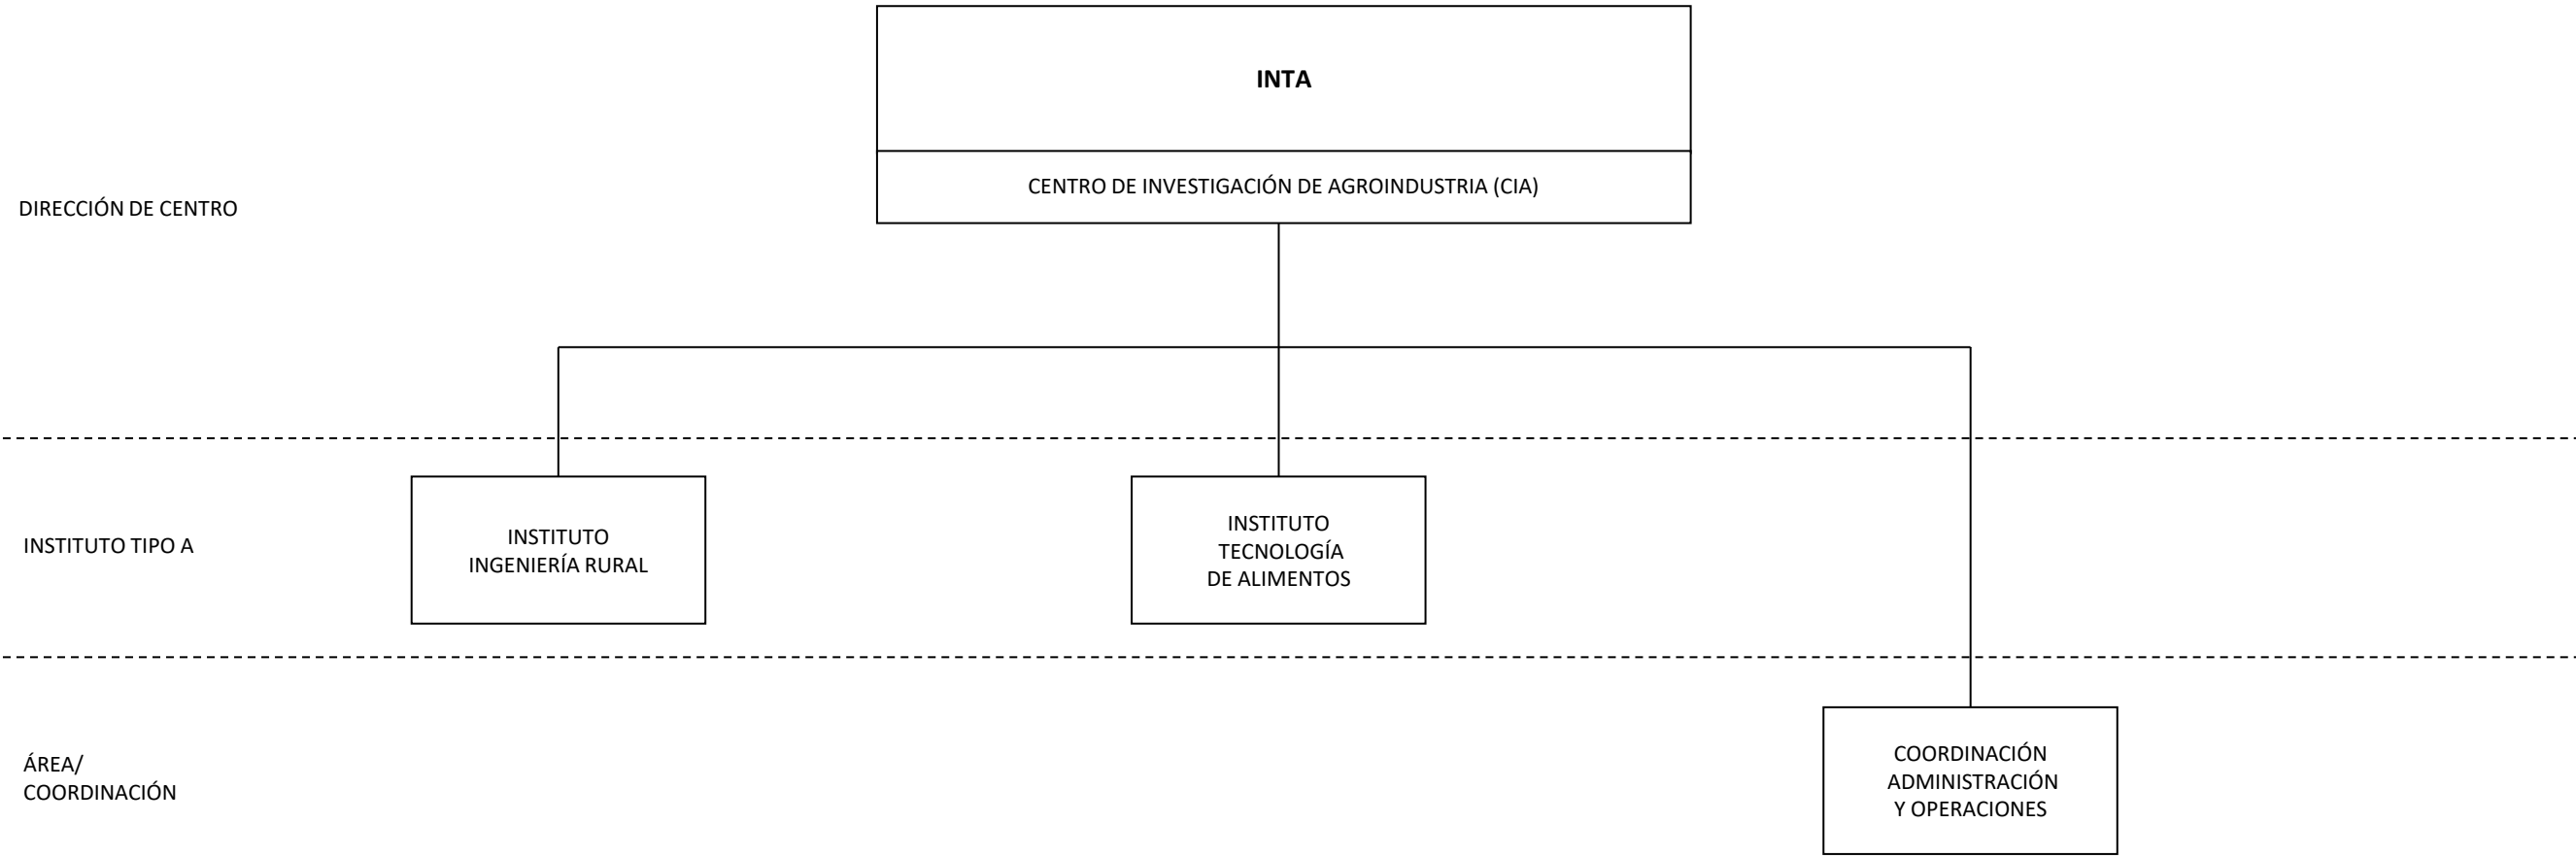 INTA
CENTRO DE INVESTIGACIÓN DE AGROINDUSTRIA (CIA)
DIRECCIÓN DE CENTRO
INSTITUTO TIPO A
INSTITUTO
INGENIERÍA RURAL
INSTITUTO
TECNOLOGÍA
DE ALIMENTOS
ÁREA/
COORDINACIÓN
COORDINACIÓN
ADMINISTRACIÓN
Y OPERACIONES